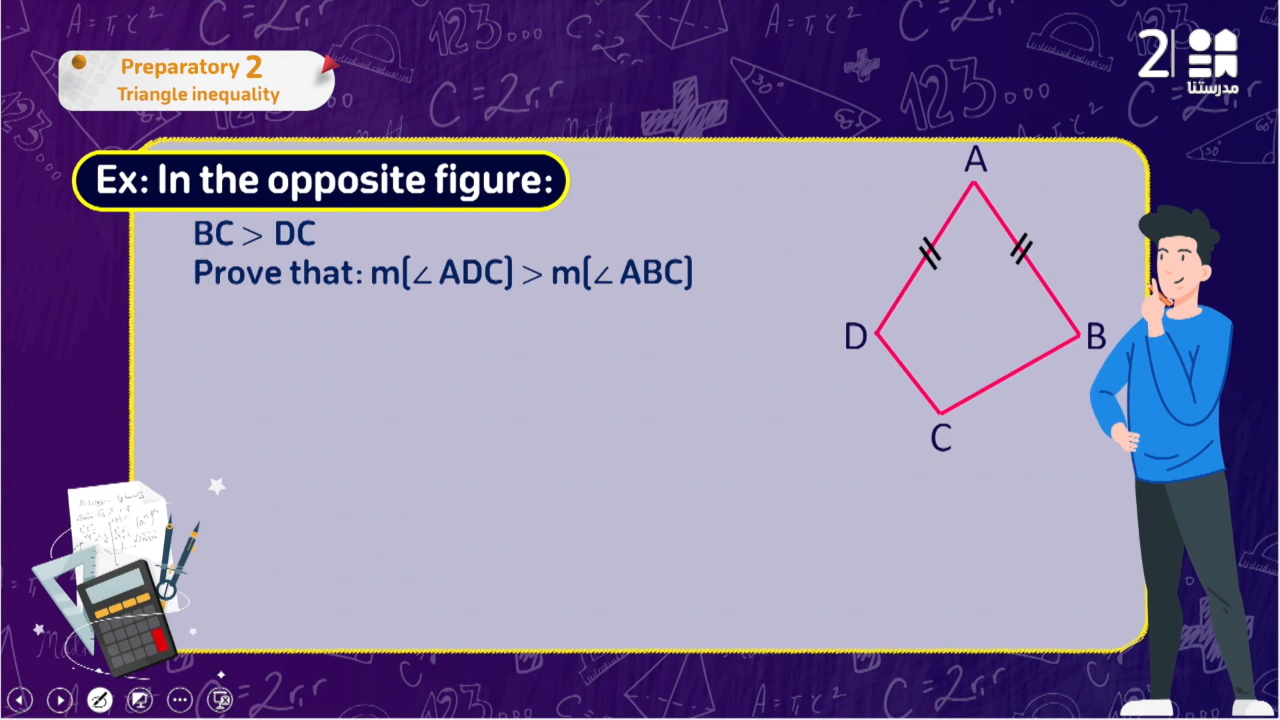 Preparatory 2
Triangle inequality
2
مدرستنا
Ex: In the opposite figure:
BC > DC
Prove that: m(∠ ADC) > m(∠ ABC)
A
D
B
C